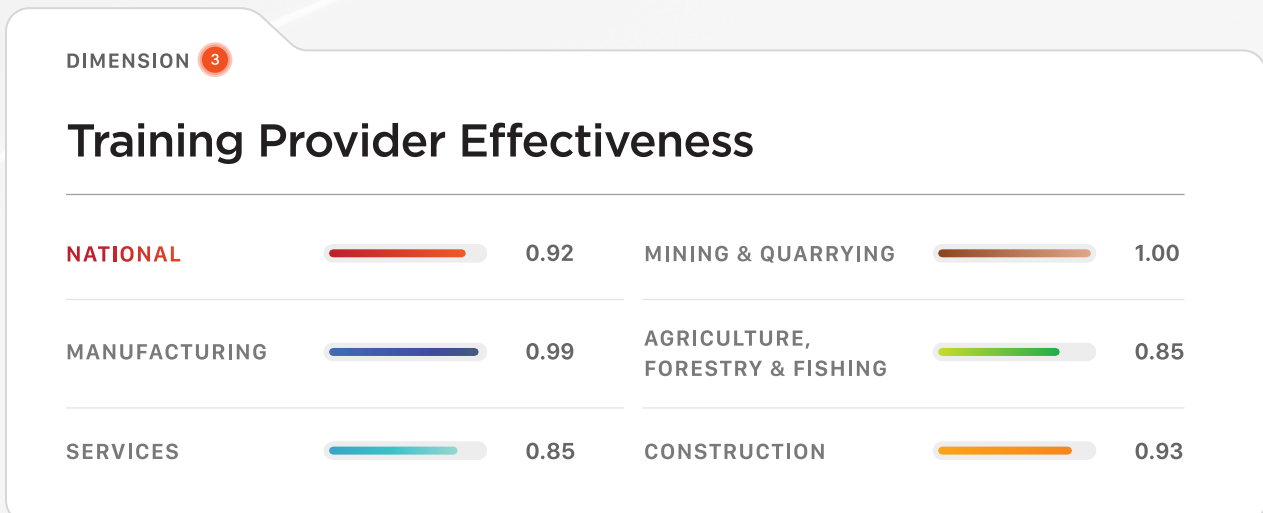 DIMENSION 3
Training Provider Effectiveness
NATIONAL 0.92
MINING & QUARRYING 1.00
MANUFACTURING 0.99
AGRICULTURE,
FORESTRY & FISHING 0.85
SERVICES 0.85
CONSTRUCTION 0.93